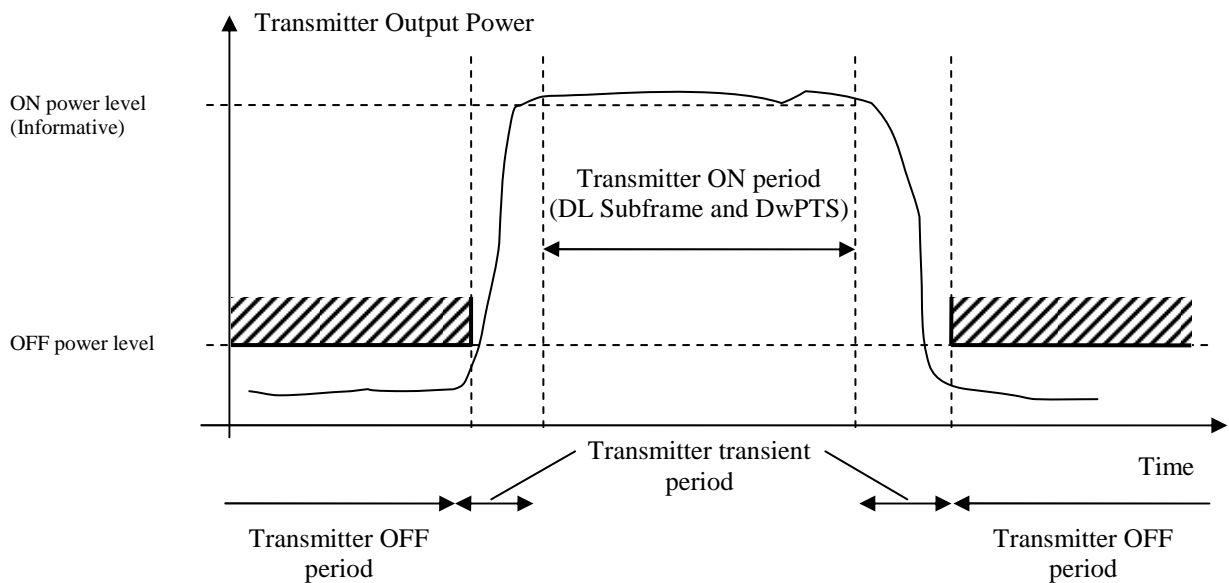 Transmitter Output Power
ON power level
(Informative)
Transmitter ON period
(DL Subframe and DwPTS)
OFF power level
Transmitter transient
period
Time
Transmitter OFF
period
Transmitter OFF
period